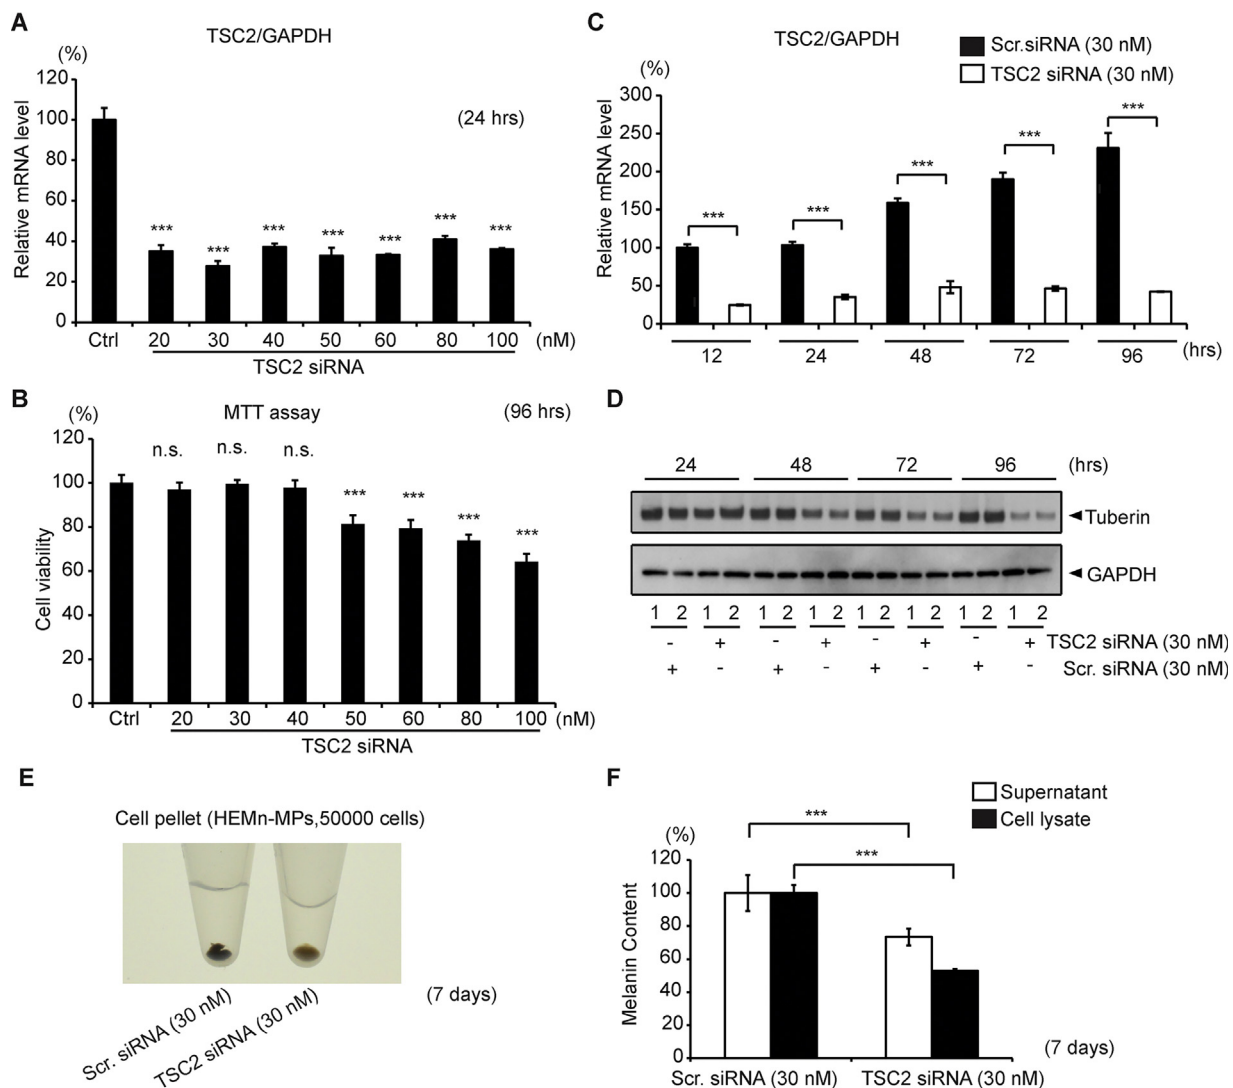 A
TSC2/GAPDH
(%)
Relative mRNA level
120
100
80
60
40
20
0
(24 hrs)
*** *** *** *** *** *** ***
Ctrl 20 30 40 50 60 80 100 (nM)
TSC2 siRNA
B
MTT assay
(96 hrs)
(%)
Cell viability
120
100
80
60
40
20
0
n.s. n.s. n.s. *** *** *** ***
Ctrl 20 30 40 50 60 80 100 (nM)
TSC2 siRNA
C
TSC2/GAPDH
Scr.siRNA (30 nM)
TSC2 siRNA (30 nM)
(%)
Relative mRNA level
300
250
200
150
100
50
0
*** *** *** *** ***
12 24 48 72 96 (hrs)
D
24 48 72 96 (hrs)
Tuberin
GAPDH
1 2 1 2 1 2 1 2 1 2 1 2 1 2 1 2
- + - + - + - + TSC2 siRNA (30 nM)
+ - + - + - + - Scr. siRNA (30 nM)
E
Cell pellet (HEMn-MPs,50000 cells)
Scr. siRNA (30 nM)
TSC2 siRNA (30 nM)
(7 days)
F
Supernatant
Cell lysate
(%)
Melanin Content
120
100
80
60
40
20
0
***
***
Scr. siRNA (30 nM) TSC2 siRNA (30 nM)
(7 days)